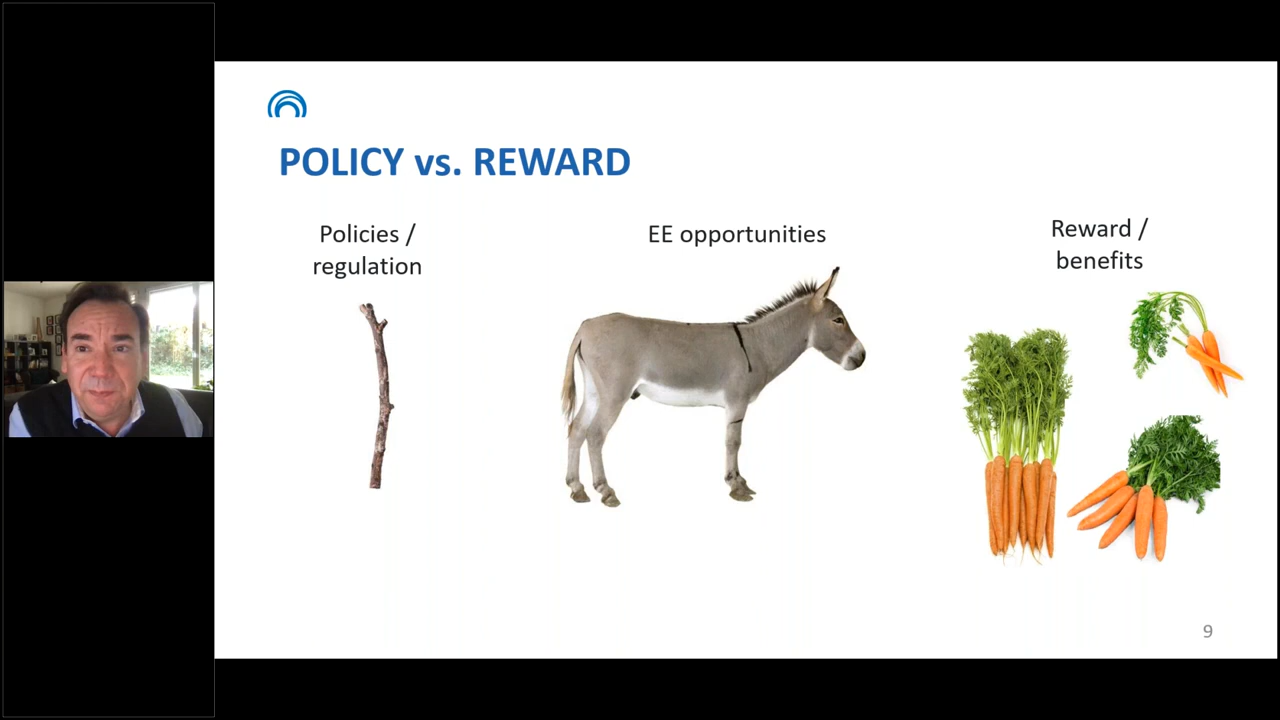 POLICY vs. REWARD
Policies /
regulation
EE opportunities
Reward /
benefits
9